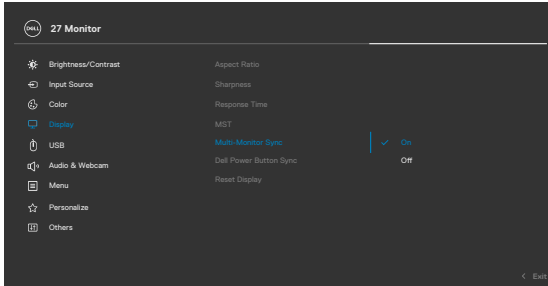 DELL 27 Monitor
Brightness/Contrast
Input Source
Color
Display
USB
Audio & Webcam
Menu
Personalize
Others
Aspect Ratio
Sharpness
Response Time
MST
Multi-Monitor Sync
Dell Power Button Sync
Reset Display
On
Off
Exit